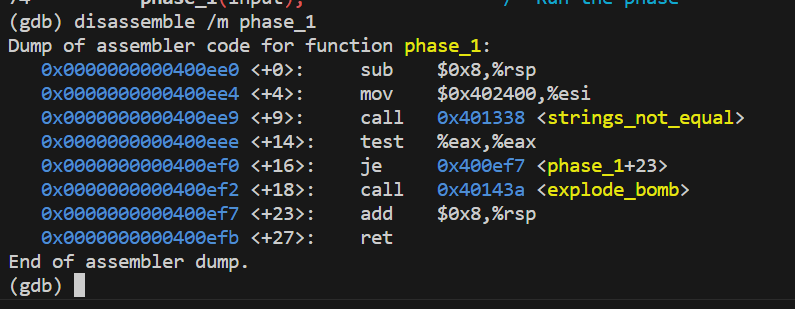 74 phase_1(input); /* Run the phase
(gdb) disassemble /m phase_1
Dump of assembler code for function phase_1:
0x0000000000400ee0 <+0>: sub $0x8,%rsp
0x0000000000400ee4 <+4>: mov $0x402400,%esi
0x0000000000400ee9 <+9>: call 0x401338 <strings_not_equal>
0x0000000000400eee <+14>: test %eax,%eax
0x0000000000400ef0 <+16>: je 0x400ef7 <phase_1+23>
0x0000000000400ef2 <+18>: call 0x40143a <explode_bomb>
0x0000000000400ef7 <+23>: add $0x8,%rsp
0x0000000000400efb <+27>: ret
End of assembler dump.
(gdb)